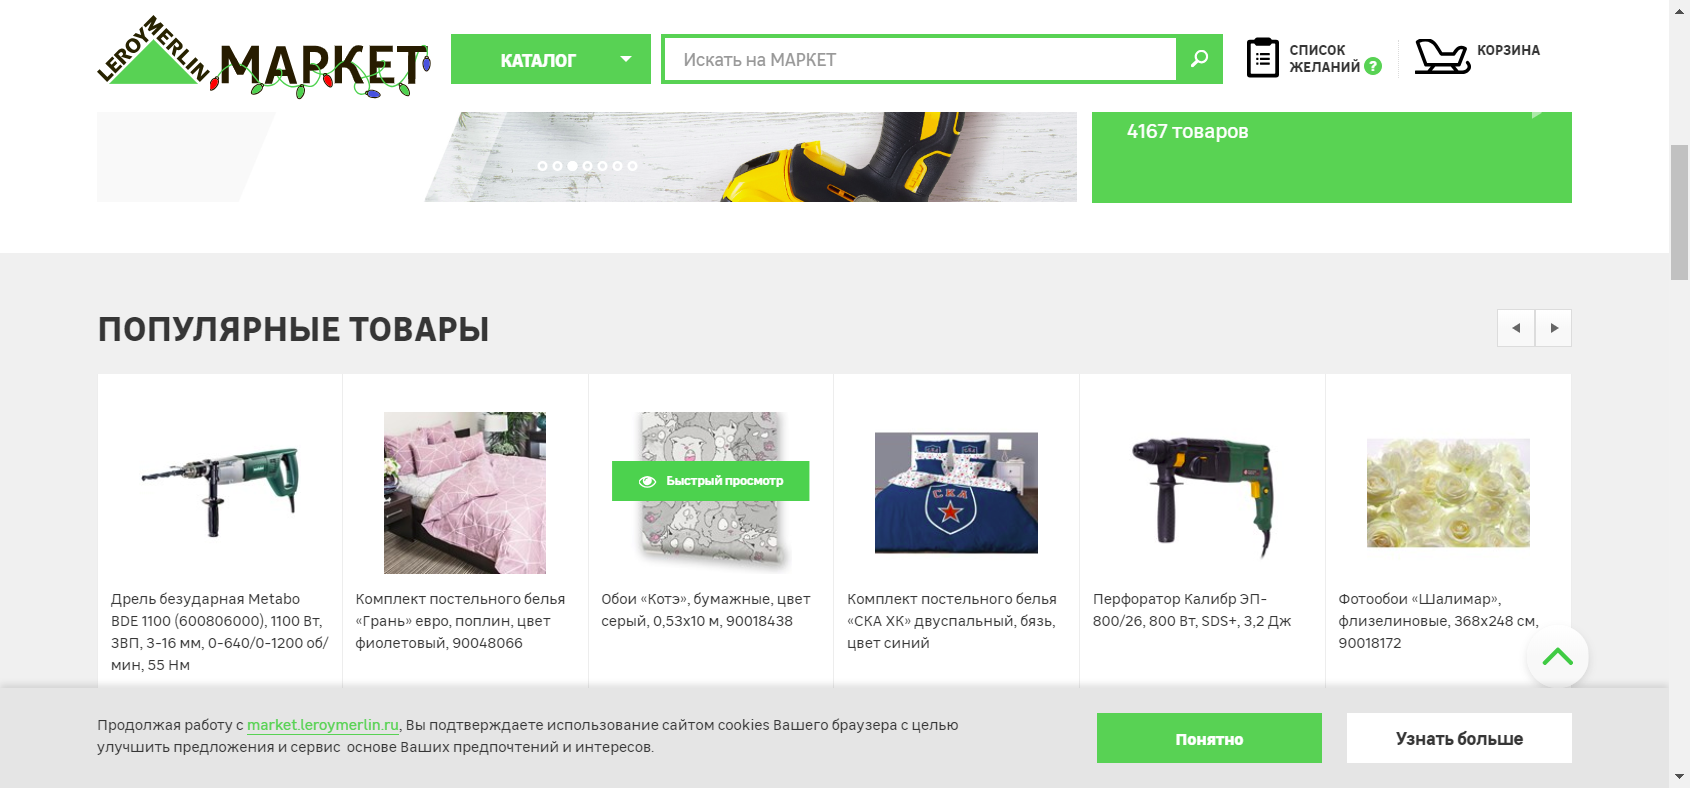 LEROY MERLIN МАРКЕТ
КАТАЛОГ
Искать на МАРКЕТ
СПИСОК
ЖЕЛАНИЙ ?
КОРЗИНА
4167 товаров
ПОПУЛЯРНЫЕ ТОВАРЫ
Быстрый просмотр
СКА
Дрель безударная Metabo
BDE 1100 (600806000), 1100 Вт,
ЗВП, 3-16 мм, 0-640/0-1200 об/
мин, 55 Нм
Комплект постельного белья
«Грань» евро, поплин, цвет
фиолетовый, 90048066
Обои «Котэ», бумажные, цвет
серый, 0,53х10 м, 90018438
Комплект постельного белья
«СКА ХК» двуспальный, бязь,
цвет синий
Перфоратор Калибр ЭП-
800/26, 800 Вт, SDS+, 3,2 Дж
Фотообои «Шалимар»,
флизелиновые, 368х248 см,
90018172
Продолжая работу с market.leroymerlin.ru, Вы подтверждаете использование сайтом cookies Вашего браузера с целью
улучшить предложения и сервис основе Ваших предпочтений и интересов.
Понятно
Узнать больше